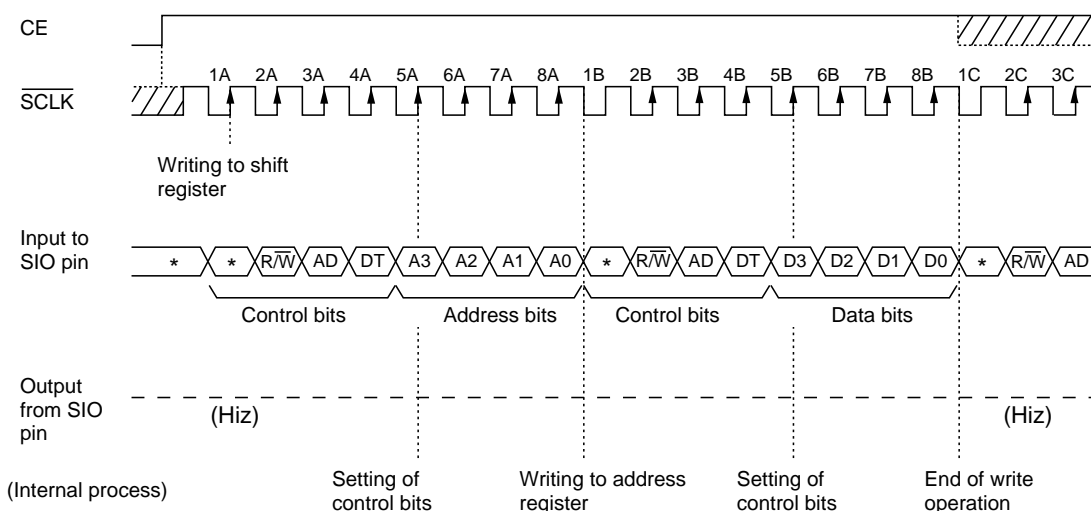 CE
1A 2A 3A 4A 5A 6A 7A 8A 1B 2B 3B 4B 5B 6B 7B 8B 1C 2C 3C
SCLK
Writing to shift
register
Input to
SIO pin
* * R/W AD DT A3 A2 A1 A0 * R/W AD DT D3 D2 D1 D0 * R/W AD
Control bits Address bits Control bits Data bits
Output
from SIO
pin
(Hiz) (Hiz)
(Internal process)
Setting of
control bits
Writing to address
register
Setting of
control bits
End of write
operation